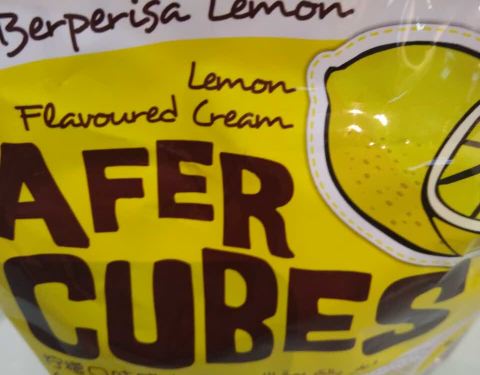 Berperisa Lemon
Lemon
Flavoured Cream
AFER
CUBES